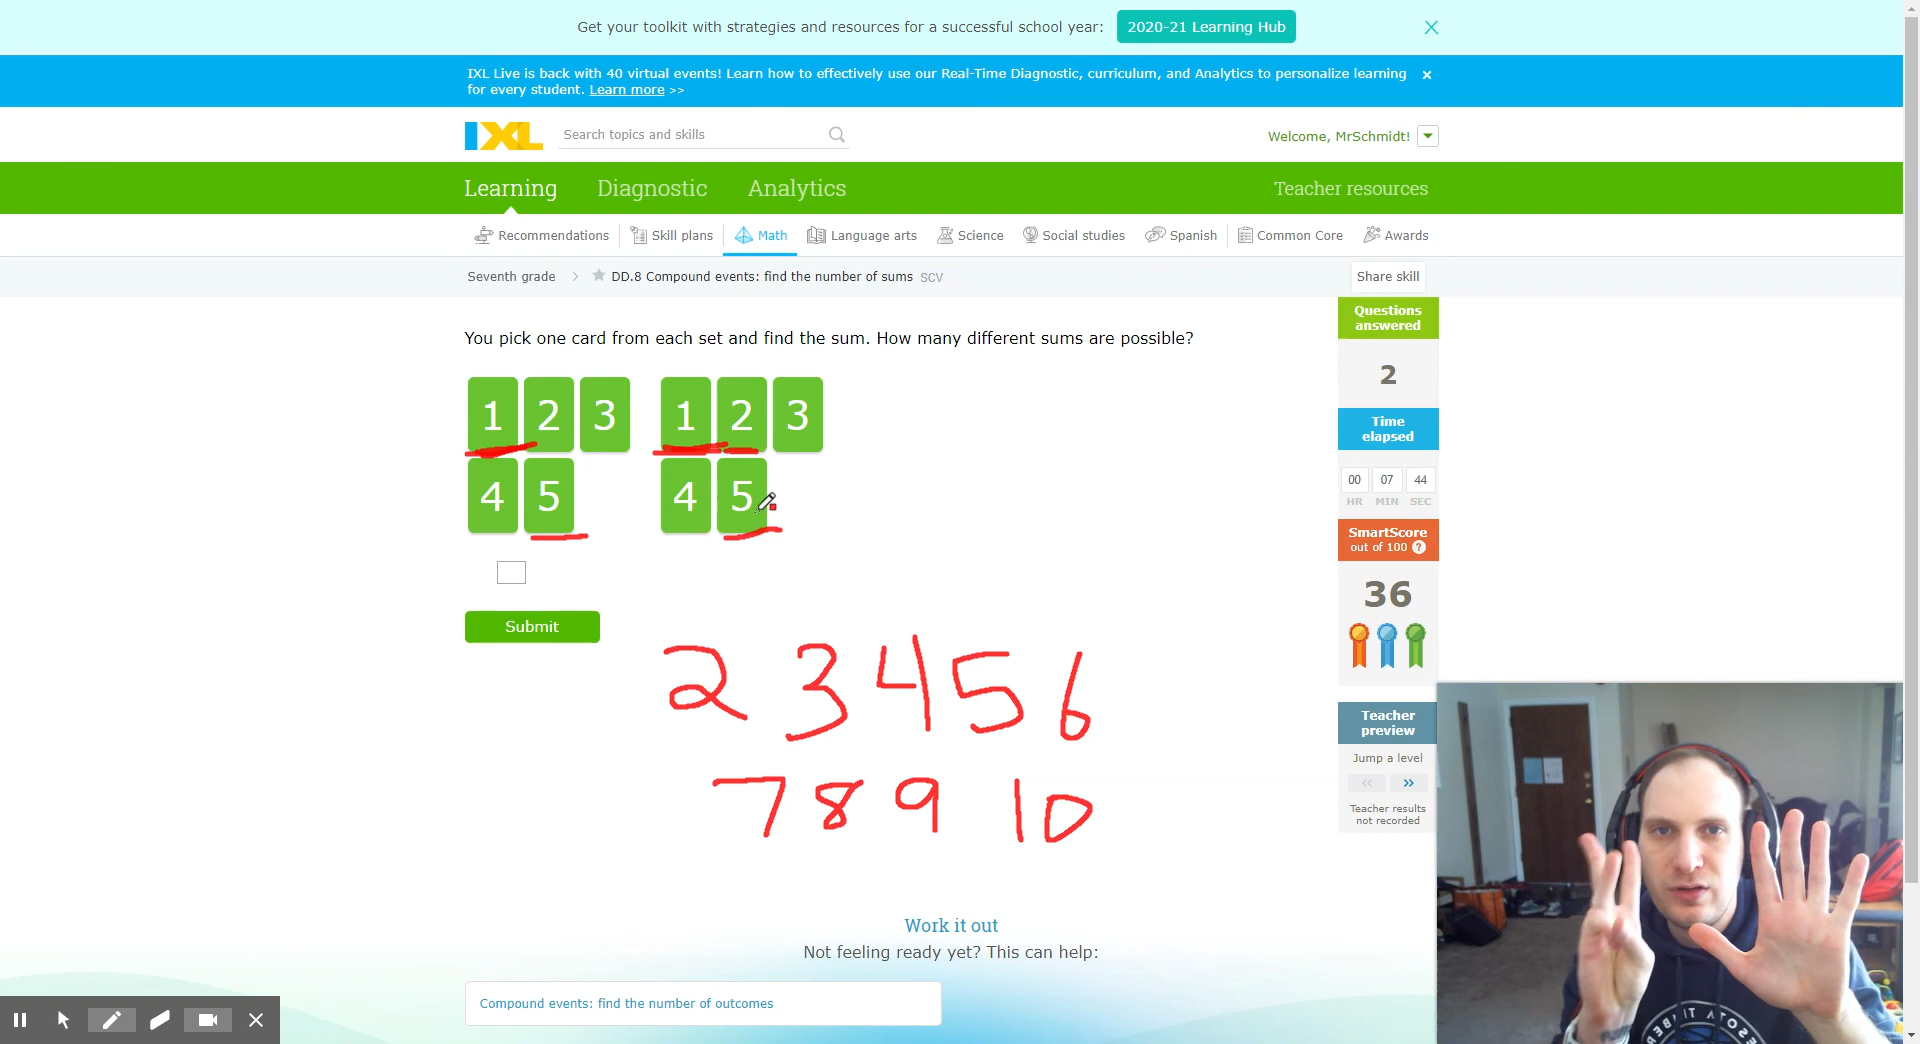 Get your toolkit with strategies and resources for a successful school year: 2020-21 Learning Hub
IXL Live is back with 40 virtual events! Learn how to effectively use our Real-Time Diagnostic, curriculum, and Analytics to personalize learning
for every student. Learn more >>
IXL Search topics and skills Welcome, MrSchmidt!
Learning Diagnostic Analytics Teacher resources
Recommendations Skill plans Math Language arts Science Social studies Spanish Common Core Awards
Seventh grade > DD.8 Compound events: find the number of sums SCV Share skill
You pick one card from each set and find the sum. How many different sums are possible?
1 2 3 1 2 3
4 5 4 5
Submit
2 3 4 5 6
7 8 9 10
Work it out
Not feeling ready yet? This can help:
Compound events: find the number of outcomes
Questions
answered
2
Time
elapsed
00 07 44
HR MIN SEC
SmartScore
out of 100 ?
36
Teacher
preview
Jump a level
<< >>
Teacher results
not recorded